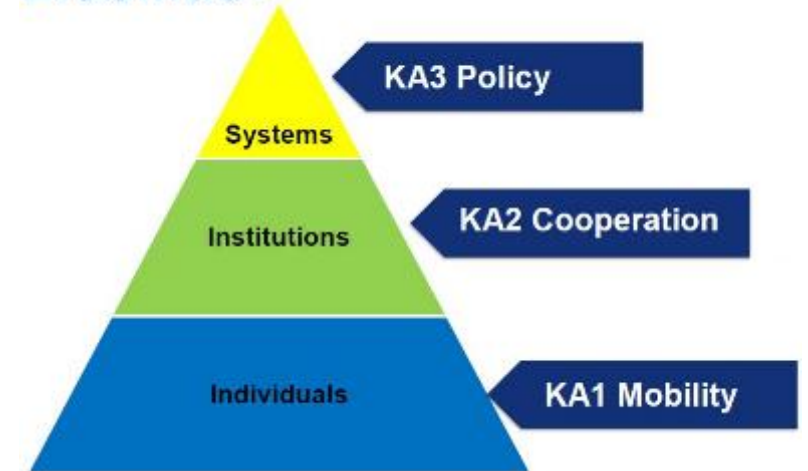 KA3 Policy
Systems
KA2 Cooperation
Institutions
Individuals
KA1 Mobility